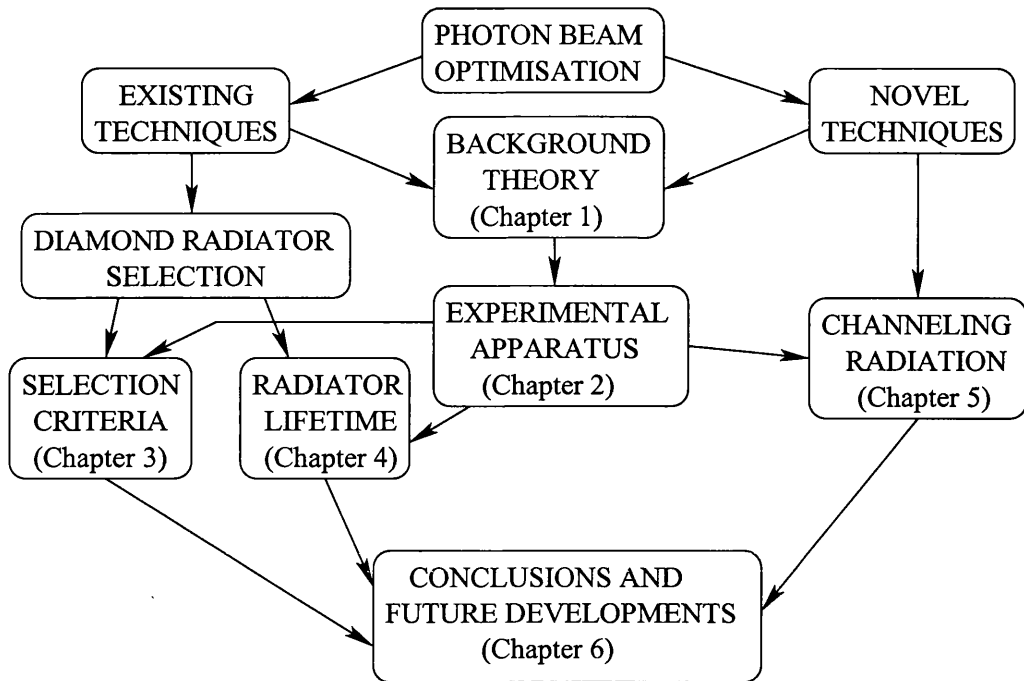 PHOTON BEAM
OPTIMISATION
EXISTING
TECHNIQUES
NOVEL
TECHNIQUES
BACKGROUND
THEORY
(Chapter 1)
DIAMOND RADIATOR
SELECTION
EXPERIMENTAL
APPARATUS
(Chapter 2)
CHANNELING
RADIATION
(Chapter 5)
SELECTION
CRITERIA
(Chapter 3)
RADIATOR
LIFETIME
(Chapter 4)
CONCLUSIONS AND
FUTURE DEVELOPMENTS
(Chapter 6)